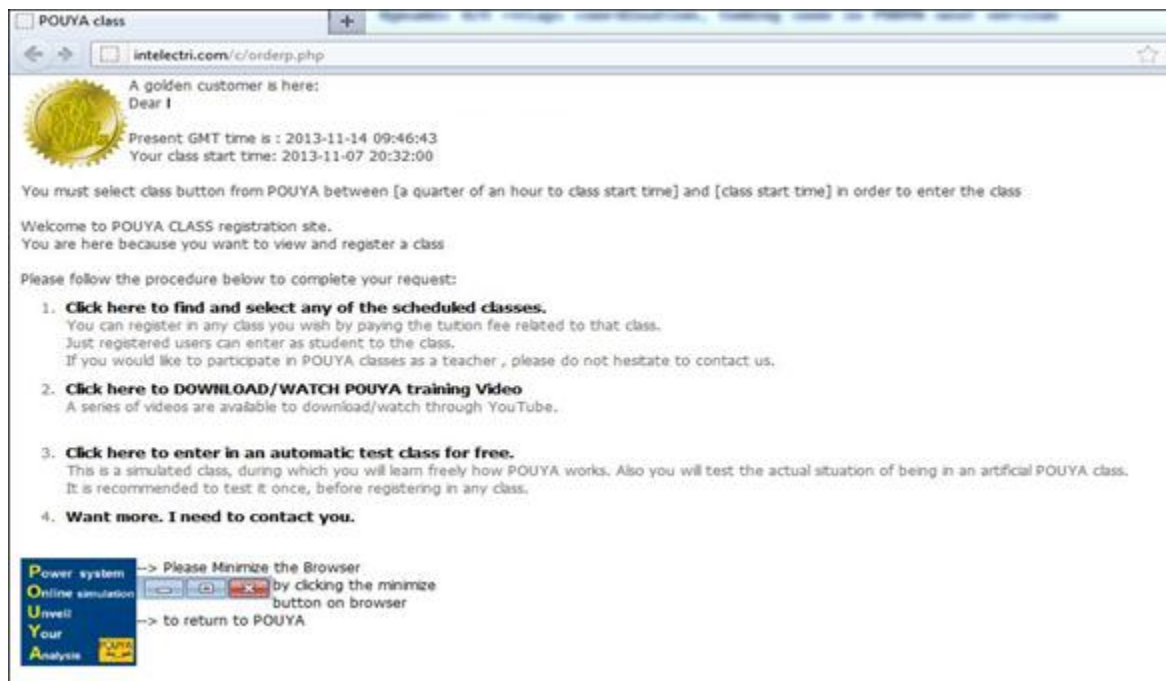 POUYA class
intelectri.com/c/orderp.php
A golden customer is here:
Dear I
Present GMT time is : 2013-11-14 09:46:43
Your class start time: 2013-11-07 20:32:00
You must select class button from POUYA between [a quarter of an hour to class start time] and [class start time] in order to enter the class
Welcome to POUYA CLASS registration site.
You are here because you want to view and register a class
Please follow the procedure below to complete your request:
1. Click here to find and select any of the scheduled classes.
You can register in any class you wish by paying the tuition fee related to that class.
Just registered users can enter as student to the class.
If you would like to participate in POUYA classes as a teacher , please do not hesitate to contact us.
2. Click here to DOWNLOAD/WATCH POUYA training Video
A series of videos are available to download/watch through YouTube.
3. Click here to enter in an automatic test class for free.
This is a simulated class, during which you will learn freely how POUYA works. Also you will test the actual situation of being in an artificial POUYA class.
It is recommended to test it once, before registering in any class.
4. Want more. I need to contact you.
Power system
Online simulation
Unveil
Your
Analysis
POUYA
--> Please Minimize the Browser
by clicking the minimize
button on browser
--> to return to POUYA